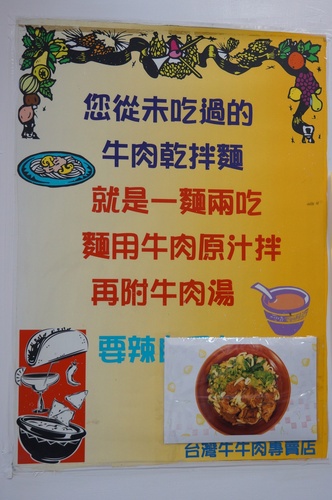 您從未吃過的
牛肉乾拌麵
就是一麵兩吃
麵用牛肉原汁拌
再附牛肉湯
要辣
台灣牛牛肉專賣店